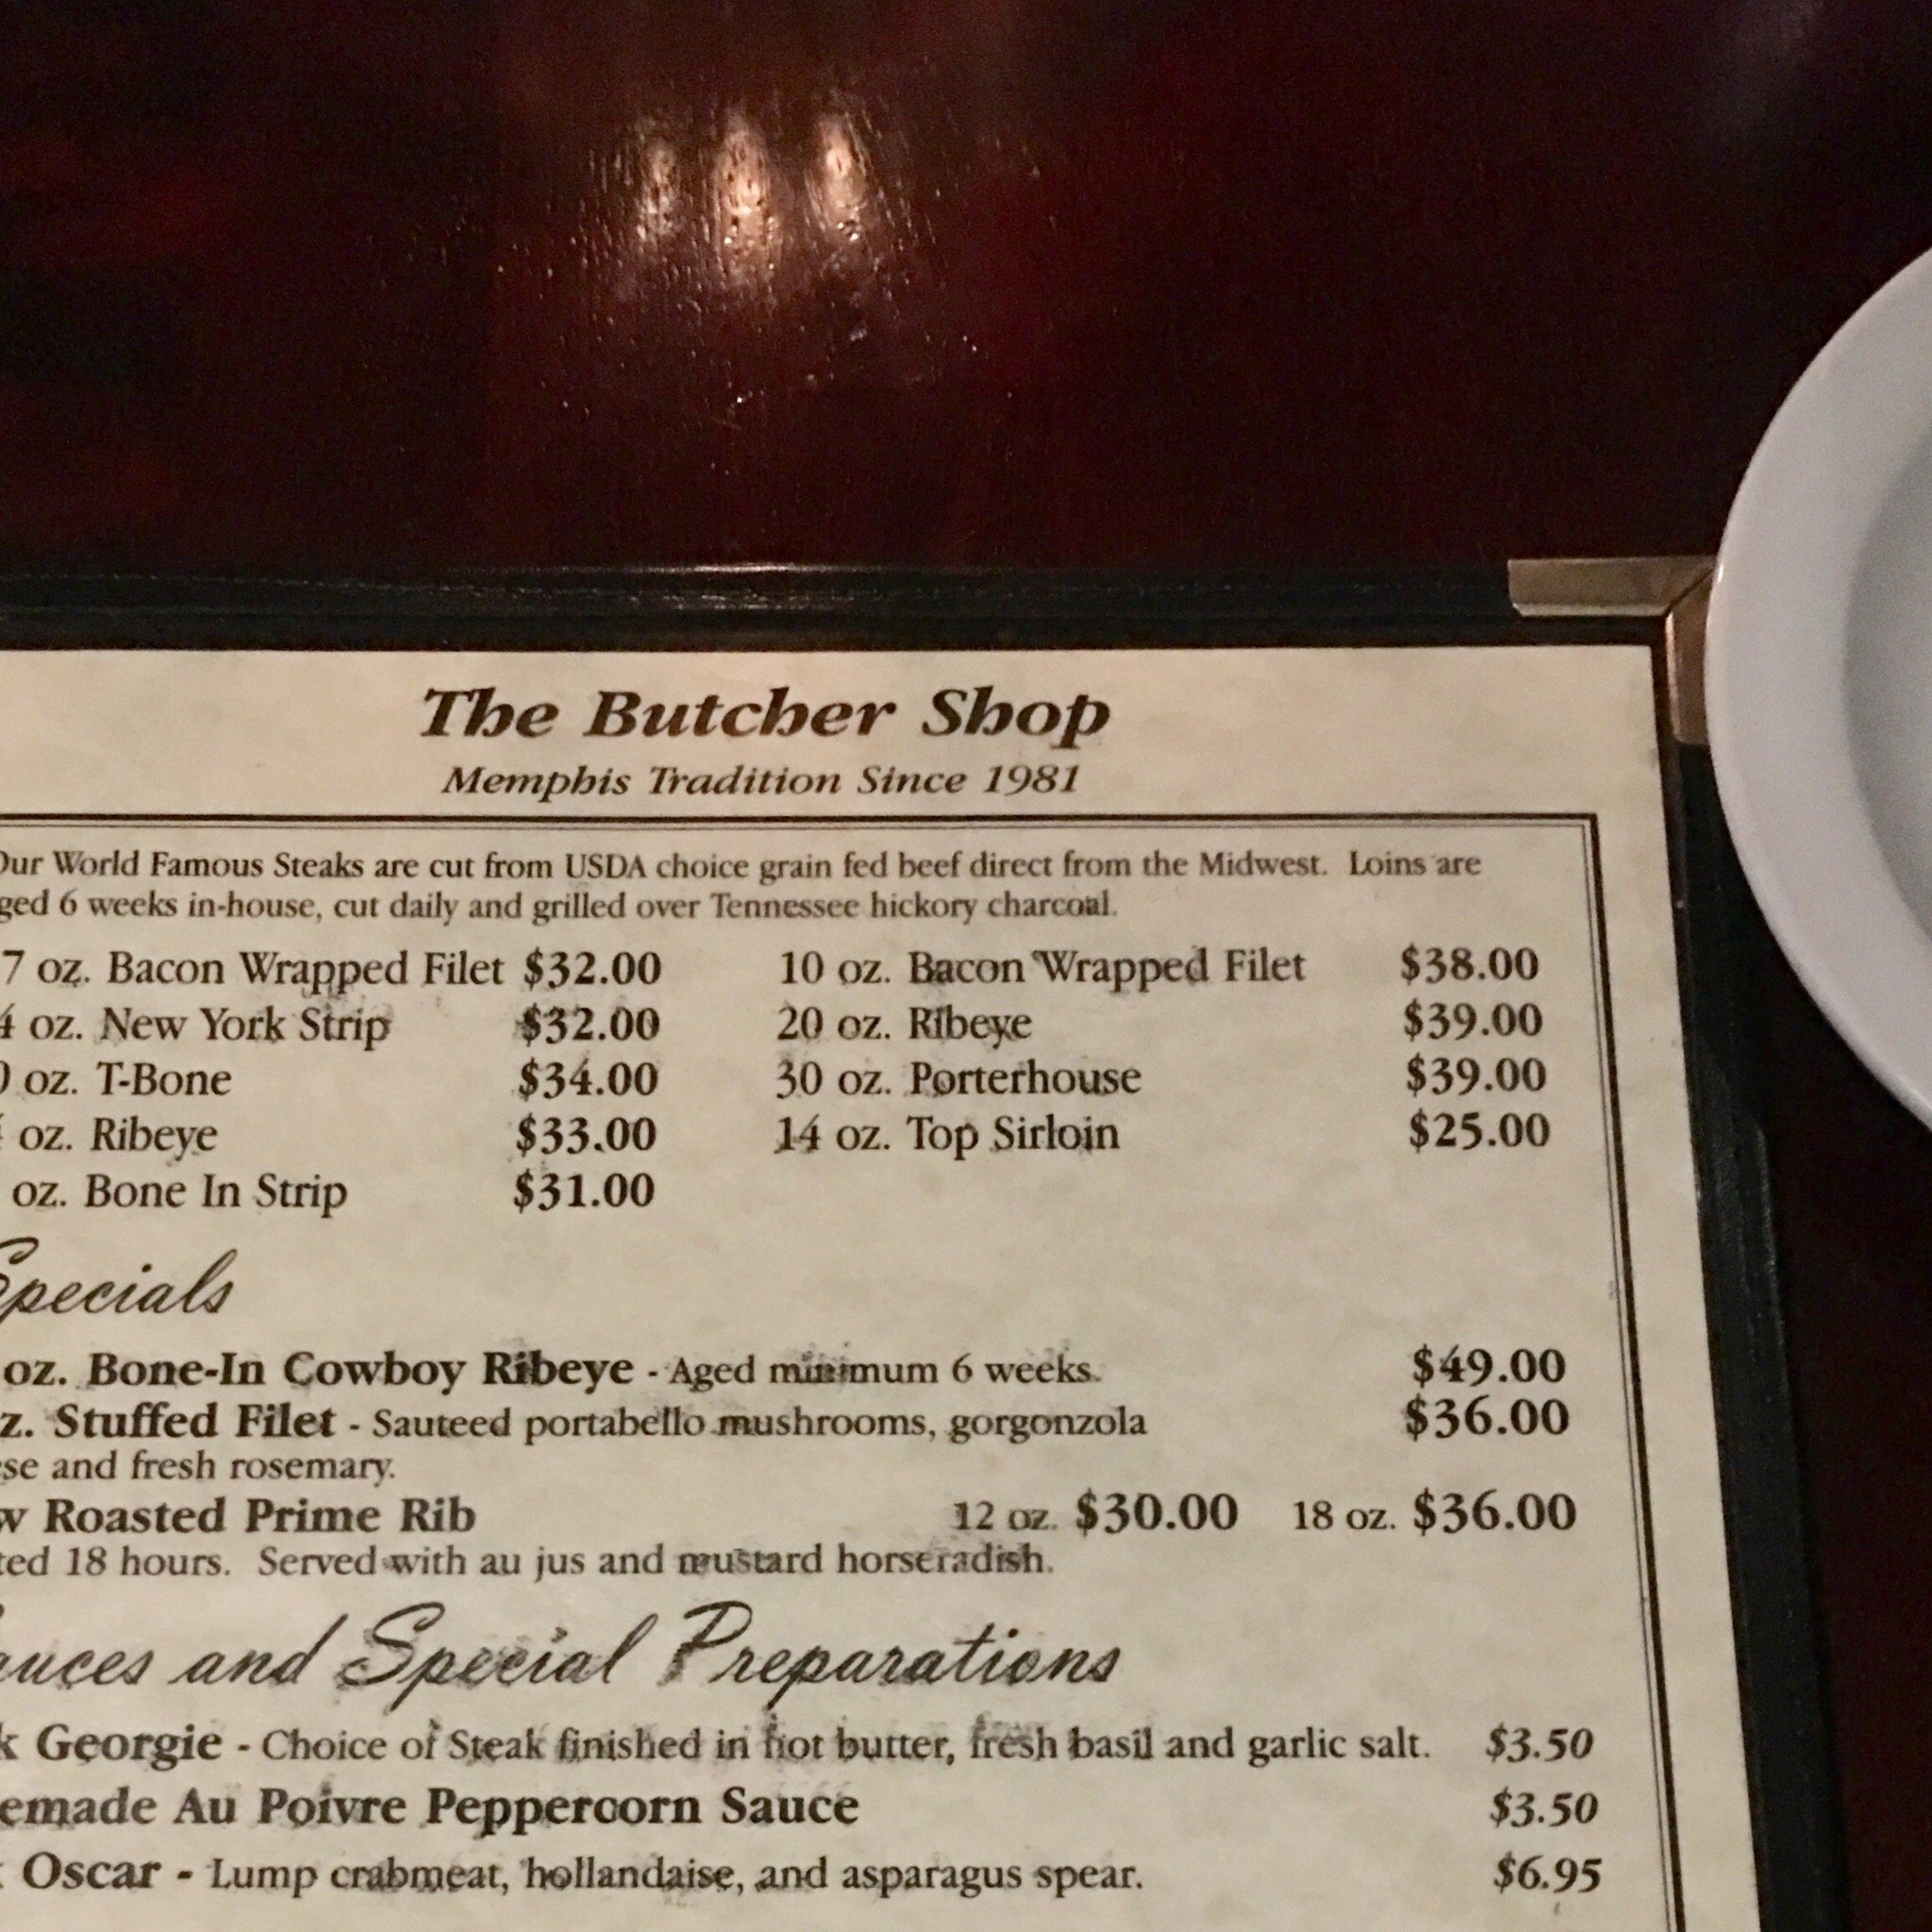 The Butcher Shop
Memphis Tradition Since 1981
Our World Famous Steaks are cut from USDA choice grain fed beef direct from the Midwest. Loins are
6 weeks in-house, cut daily and grilled over Tennessee hickory charcoal.
7 oz. Bacon Wrapped Filet $32.00 10 oz. Bacon Wrapped Filet $38.00
oz. New York Strip $32.00 20 oz. Ribeye $39.00
oz. T-Bone $34.00 30 oz. Porterhouse $39.00
oz. Ribeye $33.00 14 oz. Top Sirloin $25.00
oz. Bone In Strip $31.00
Specials
oz. Bone-In Cowboy Ribeye - Aged minimum 6 weeks. $49.00
Stuffed Filet - Sauteed portabello mushrooms, gorgonzola $36.00
and fresh rosemary.
Roasted Prime Rib 12 oz. $30.00 18 oz. $36.00
18 hours. Served with au jus and mustard horseradish.
and Special Preparations
Georgie - Choice of Steak finished in hot butter, fresh basil and garlic salt. $3.50
Au Poivre Peppercorn Sauce $3.50
Oscar - Lump crabmeat, hollandaise, and asparagus spear. $6.95